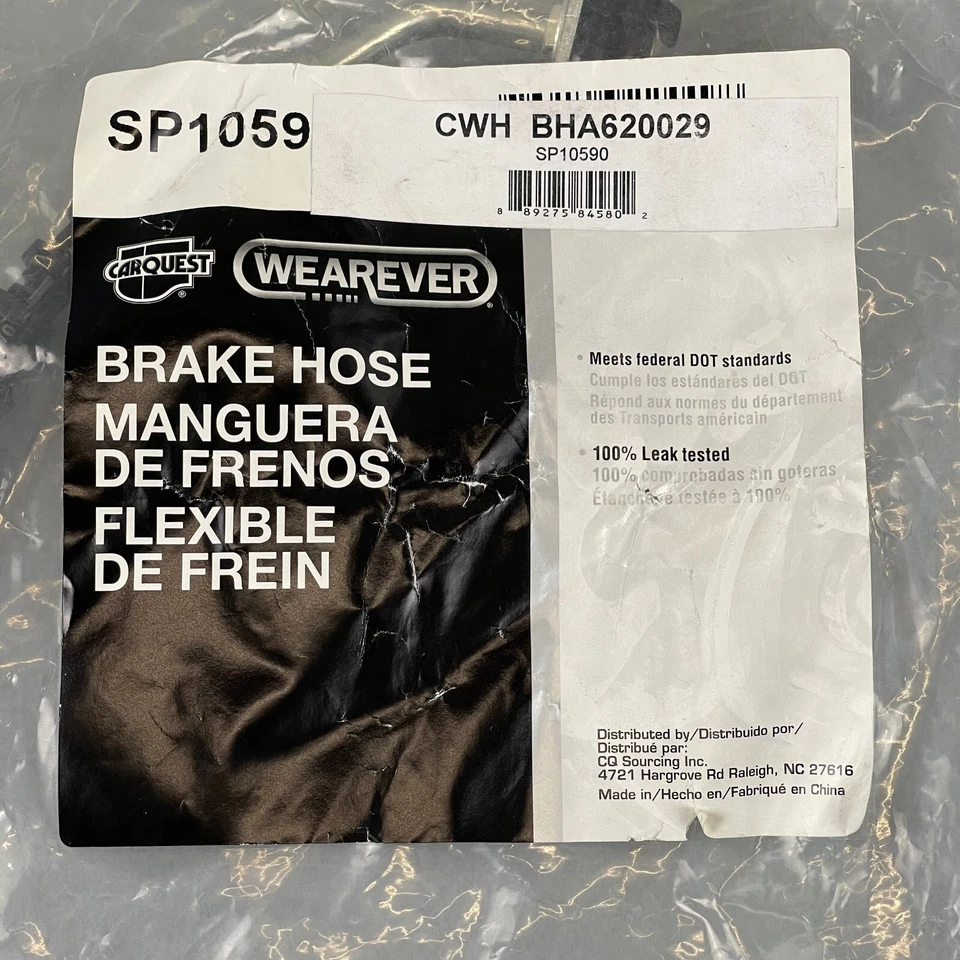 SP1059
CWH BHA620029
SP10590
8 89275 84580 2
CARQUEST
®
WEAREVER
®
BRAKE HOSE
MANGUERA
DE FRENOS
FLEXIBLE
DE FREIN
• Meets federal DOT standards
Cumple los estándares del DOT
Répond aux normes du département
des Transports américain
• 100% Leak tested
100% comprobadas sin goteras
Étanchéité testée à 100%
Distributed by/Distribuido por/
Distribué par:
CQ Sourcing Inc.
4721 Hargrove Rd Raleigh, NC 27616
Made in/Hecho en/Fabriqué en China